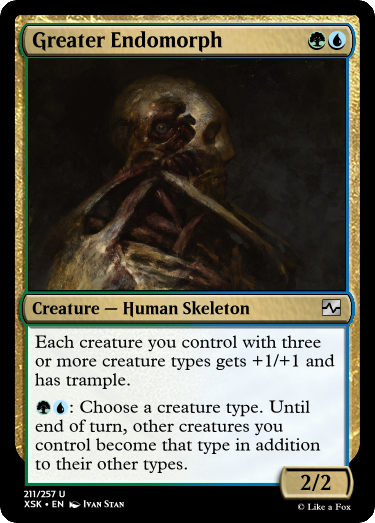 Greater Endomorph
Creature — Human Skeleton
Each creature you control with three
or more creature types gets +1/+1 and
has trample.
: Choose a creature type. Until
end of turn, other creatures you
control become that type in addition
to their other types.
2/2
211/257 U
XSK • EN Ivan Stan
© Like a Fox